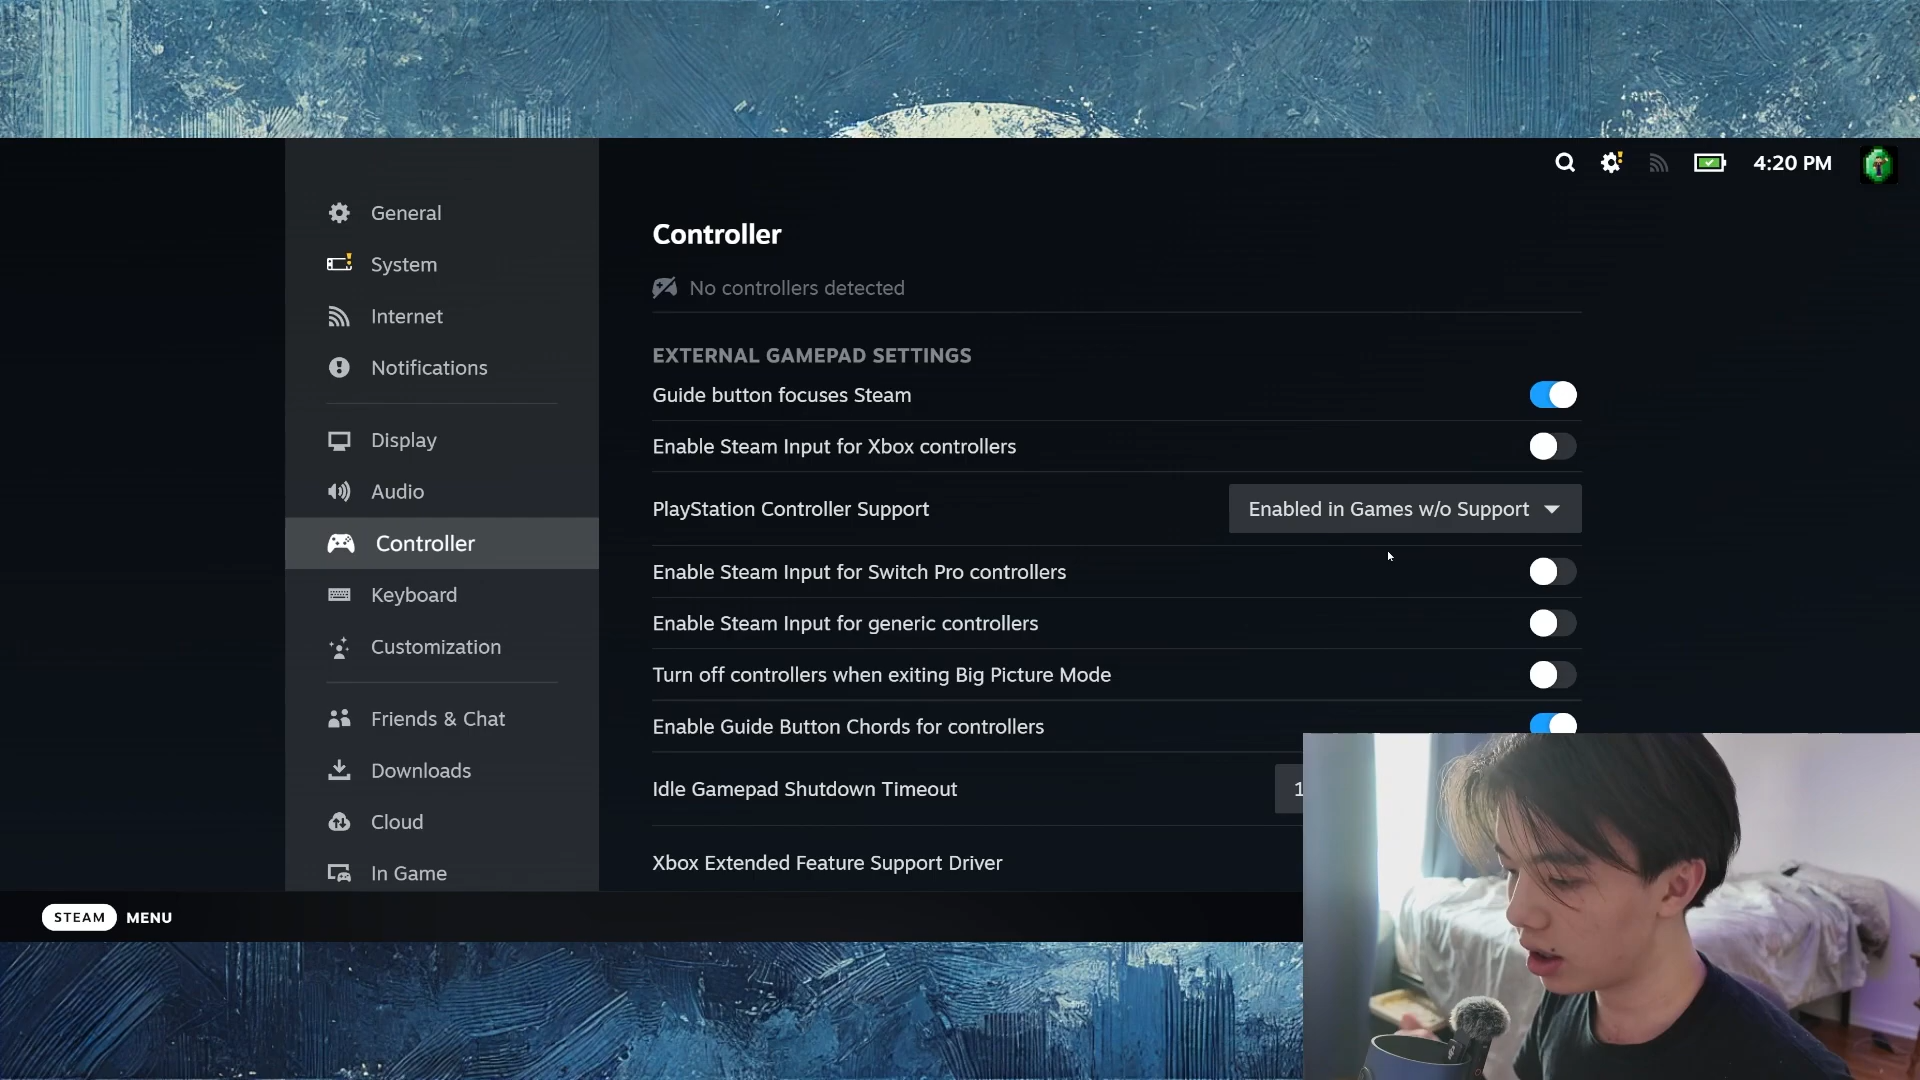 4:20 PM
General
System
Internet
Notifications
Display
Audio
Controller
Keyboard
Customization
Friends & Chat
Downloads
Cloud
In Game
Controller
No controllers detected
EXTERNAL GAMEPAD SETTINGS
Guide button focuses Steam
Enable Steam Input for Xbox controllers
PlayStation Controller Support Enabled in Games w/o Support
Enable Steam Input for Switch Pro controllers
Enable Steam Input for generic controllers
Turn off controllers when exiting Big Picture Mode
Enable Guide Button Chords for controllers
Idle Gamepad Shutdown Timeout
Xbox Extended Feature Support Driver
STEAM MENU